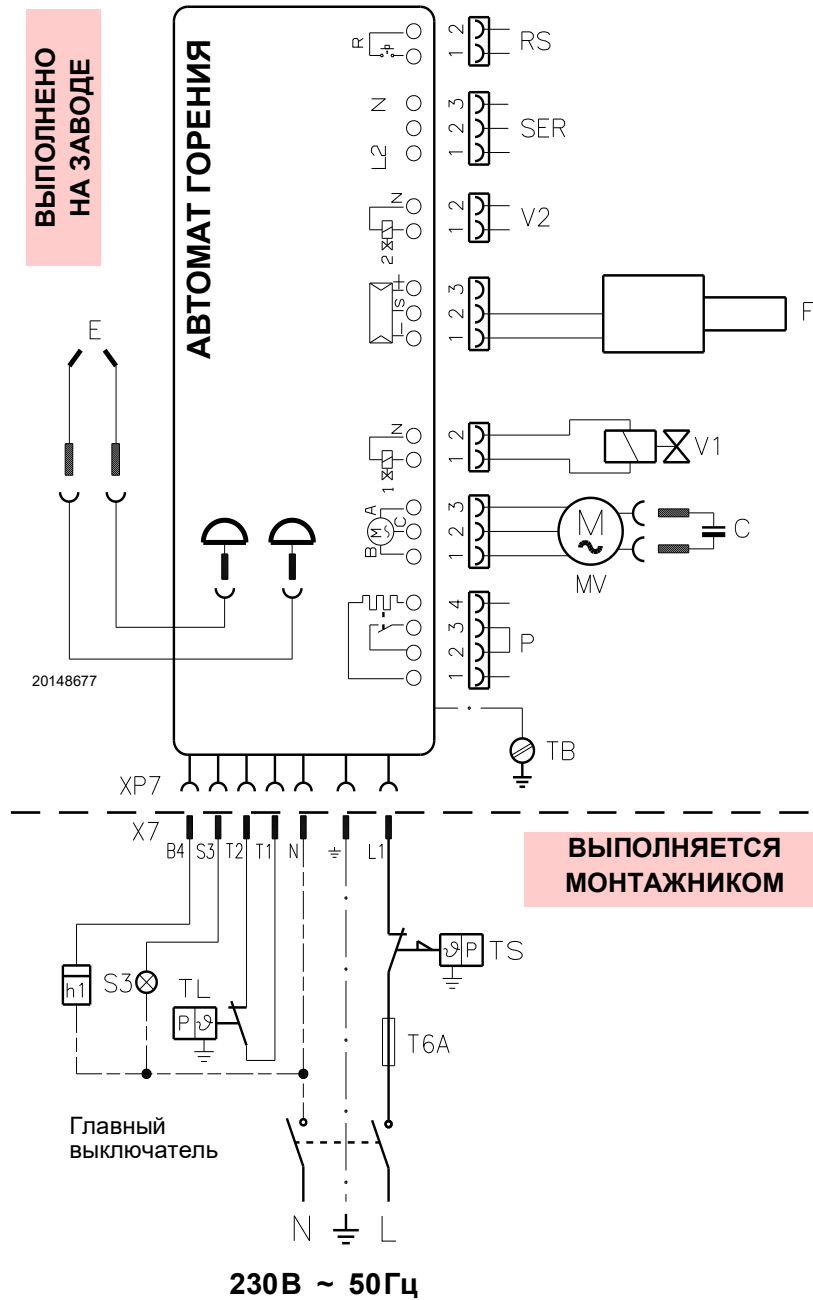 ВЫПОЛНЕНО
НА ЗАВОДЕ
АВТОМАТ ГОРЕНИЯ
R
2
1
RS
N
L2
3
2
1
SER
N
2
2
1
V2
+
S
–
3
2
1
F
E
N
1
2
1
V1
A
C
B
M
3
2
1
M
MV
C
4
3
2
1
P
20148677
TB
XP7
X7
B4 S3 T2 T1 N L1
ВЫПОЛНЯЕТСЯ
МОНТАЖНИКОМ
h1
S3
TL
P ϑ
ϑ P
TS
T6A
Главный
выключатель
N L
230В ~ 50Гц